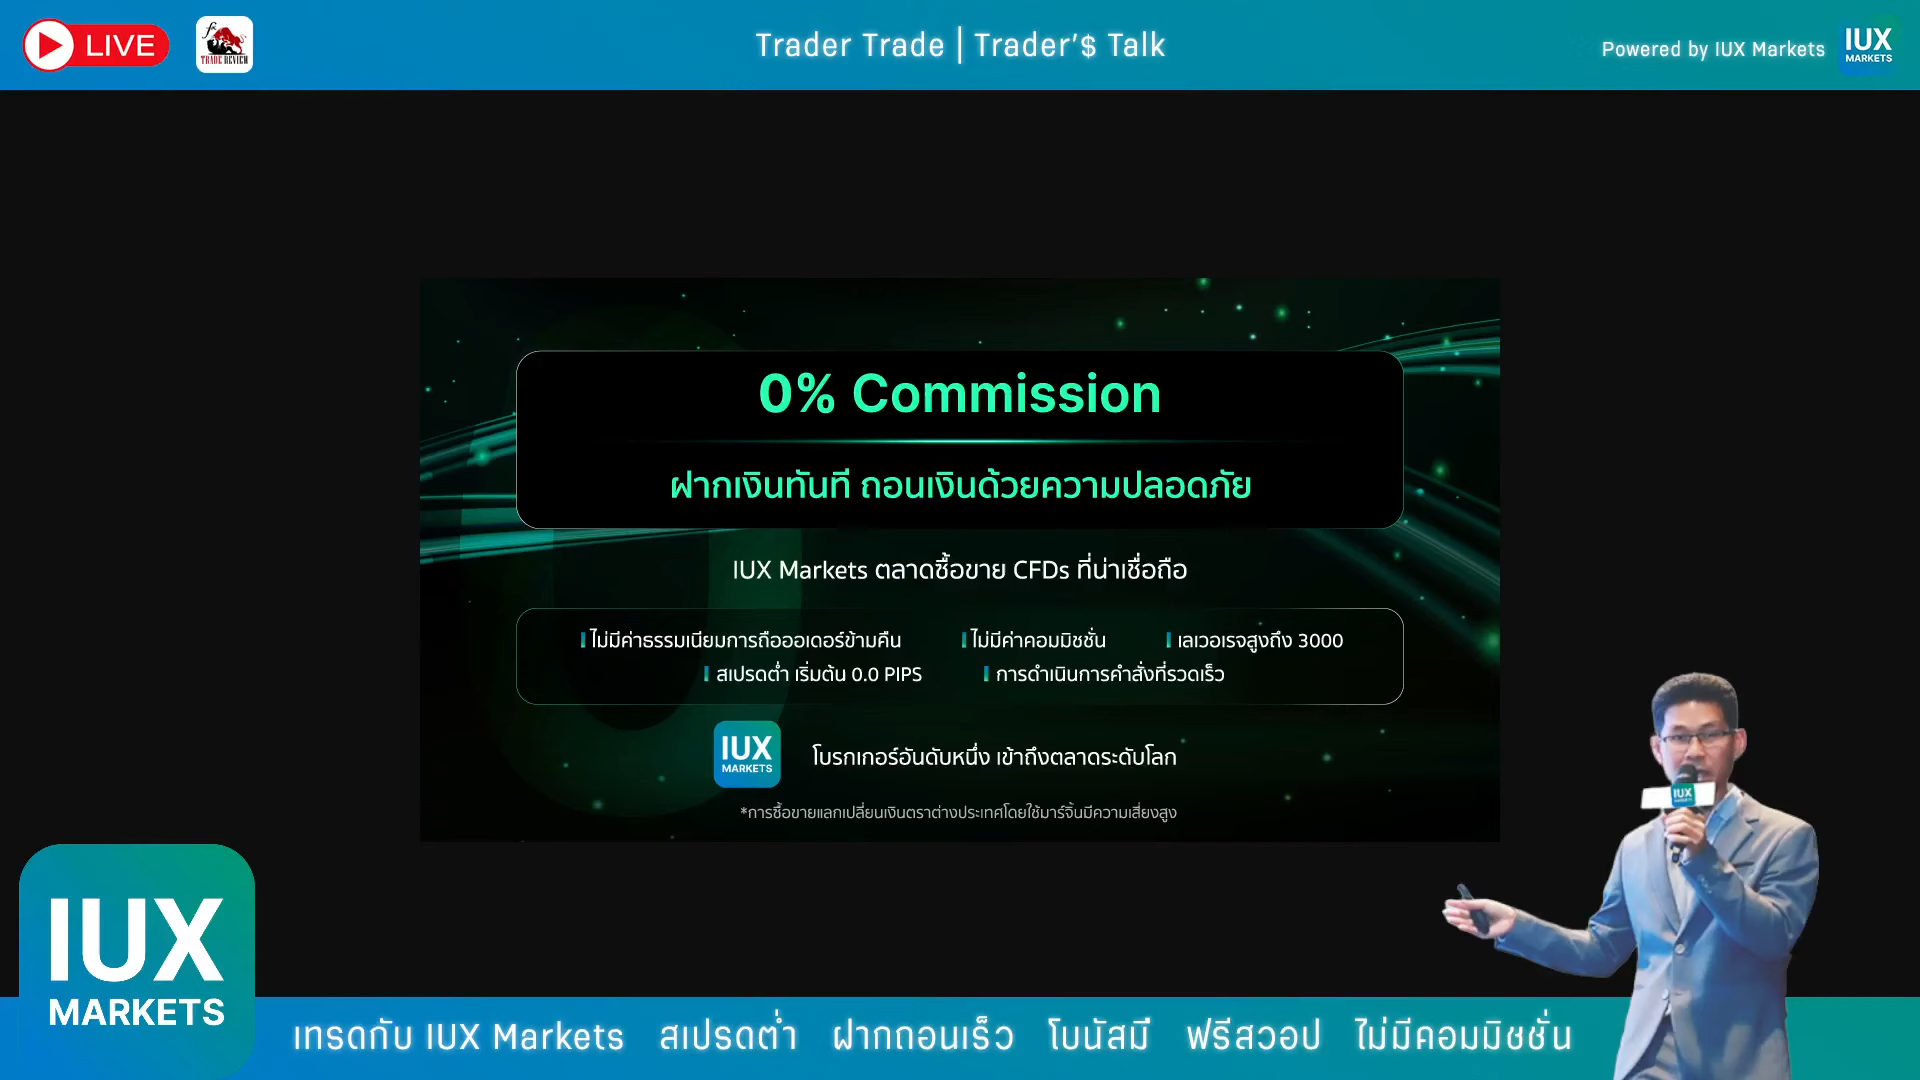 LIVE
fx
TRADE REVIEW
Trader Trade | Trader's Talk
Powered by IUX Markets
IUX
MARKETS
0% Commission
ฝากเงินทันที ถอนเงินด้วยความปลอดภัย
IUX Markets ตลาดซื้อขาย CFDs ที่น่าเชื่อถือ
ไม่มีค่าธรรมเนียมการถือออเดอร์ข้ามคืน ไม่มีค่าคอมมิชชั่น เลเวอเรจสูงถึง 3000
สเปรดต่ำ เริ่มต้น 0.0 PIPS การดำเนินการคำสั่งที่รวดเร็ว
IUX
MARKETS
โบรกเกอร์อันดับหนึ่ง เข้าถึงตลาดระดับโลก
*การซื้อขายแลกเปลี่ยนเงินตราต่างประเทศโดยใช้มาร์จิ้นมีความเสี่ยงสูง
IUX
IUX
MARKETS
เทรดกับ IUX Markets สเปรดต่ำ ฝากถอนเร็ว โบนัสมี ฟรีสวอป ไม่มีคอมมิชชั่น